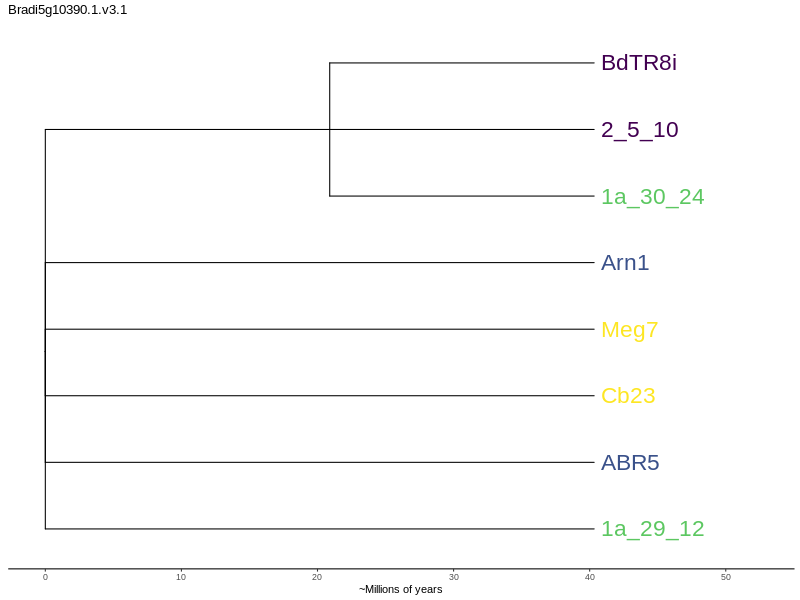 Bradi5g10390.1.v3.1
BdTR8i
2_5_10
1a_30_24
Arn1
Meg7
Cb23
ABR5
1a_29_12
0 10 20 30 40 50
~Millions of years